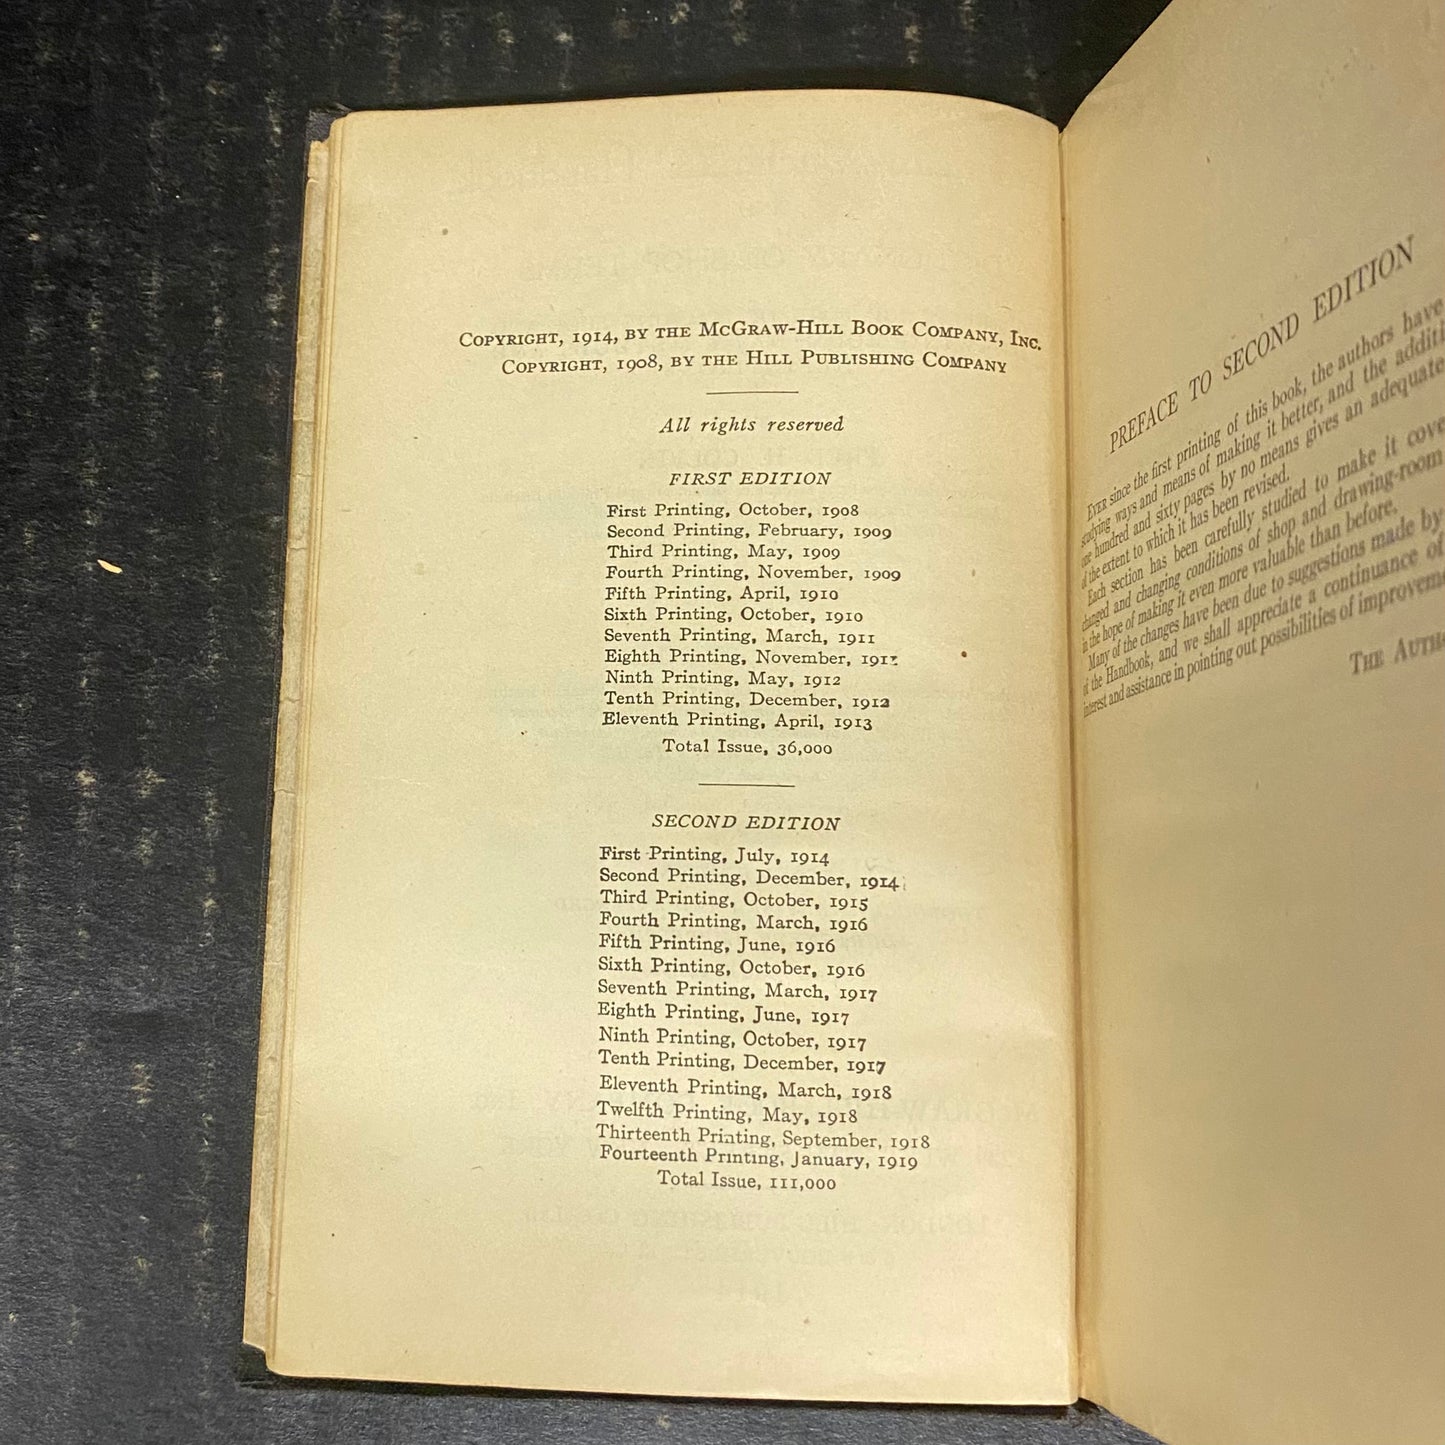 COPYRIGHT, 1914, BY THE MCGRAW-HILL BOOK COMPANY, INC.
COPYRIGHT, 1908, BY THE HILL PUBLISHING COMPANY
All rights reserved
FIRST EDITION
First Printing, October, 1908
Second Printing, February, 1909
Third Printing, May, 1909
Fourth Printing, November, 1909
Fifth Printing, April, 1910
Sixth Printing, October, 1910
Seventh Printing, March, 1911
Eighth Printing, November, 1911
Ninth Printing, May, 1912
Tenth Printing, December, 1912
Eleventh Printing, April, 1913
Total Issue, 36,000
SECOND EDITION
First Printing, July, 1914
Second Printing, December, 1914
Third Printing, October, 1915
Fourth Printing, March, 1916
Fifth Printing, June, 1916
Sixth Printing, October, 1916
Seventh Printing, March, 1917
Eighth Printing, June, 1917
Ninth Printing, October, 1917
Tenth Printing, December, 1917
Eleventh Printing, March, 1918
Twelfth Printing, May, 1918
Thirteenth Printing, September, 1918
Fourteenth Printing, January, 1919
Total Issue, 111,000
PREFACE TO SECOND EDITION
EVER since the first printing of this book, the authors have
studying ways and means of making it better, and the additi
one hundred and sixty pages by no means gives an adequate
of the extent to which it has been revised.
Each section has been carefully studied to make it cove
changed and changing conditions of shop and drawing-room
in the hope of making it even more valuable than before.
Many of the changes have been due to suggestions made by
of the Handbook, and we shall appreciate a continuance of
interest and assistance in pointing out possibilities of improveme
THE AUTHO